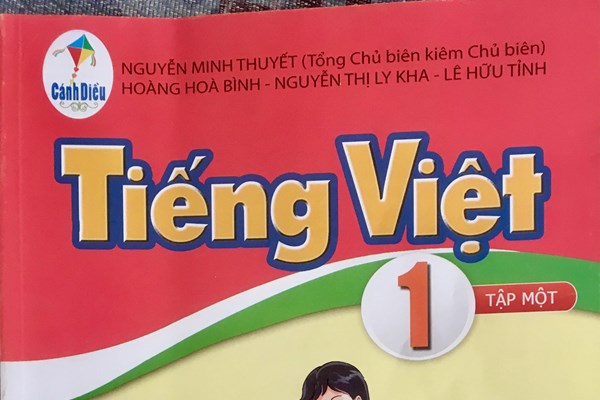 Cánh Diều
NGUYỄN MINH THUYẾT (Tổng Chủ biên kiêm Chủ biên)
HOÀNG HOÀ BÌNH - NGUYỄN THỊ LY KHA - LÊ HỮU TỈNH
Tiếng Việt
1
TẬP MỘT